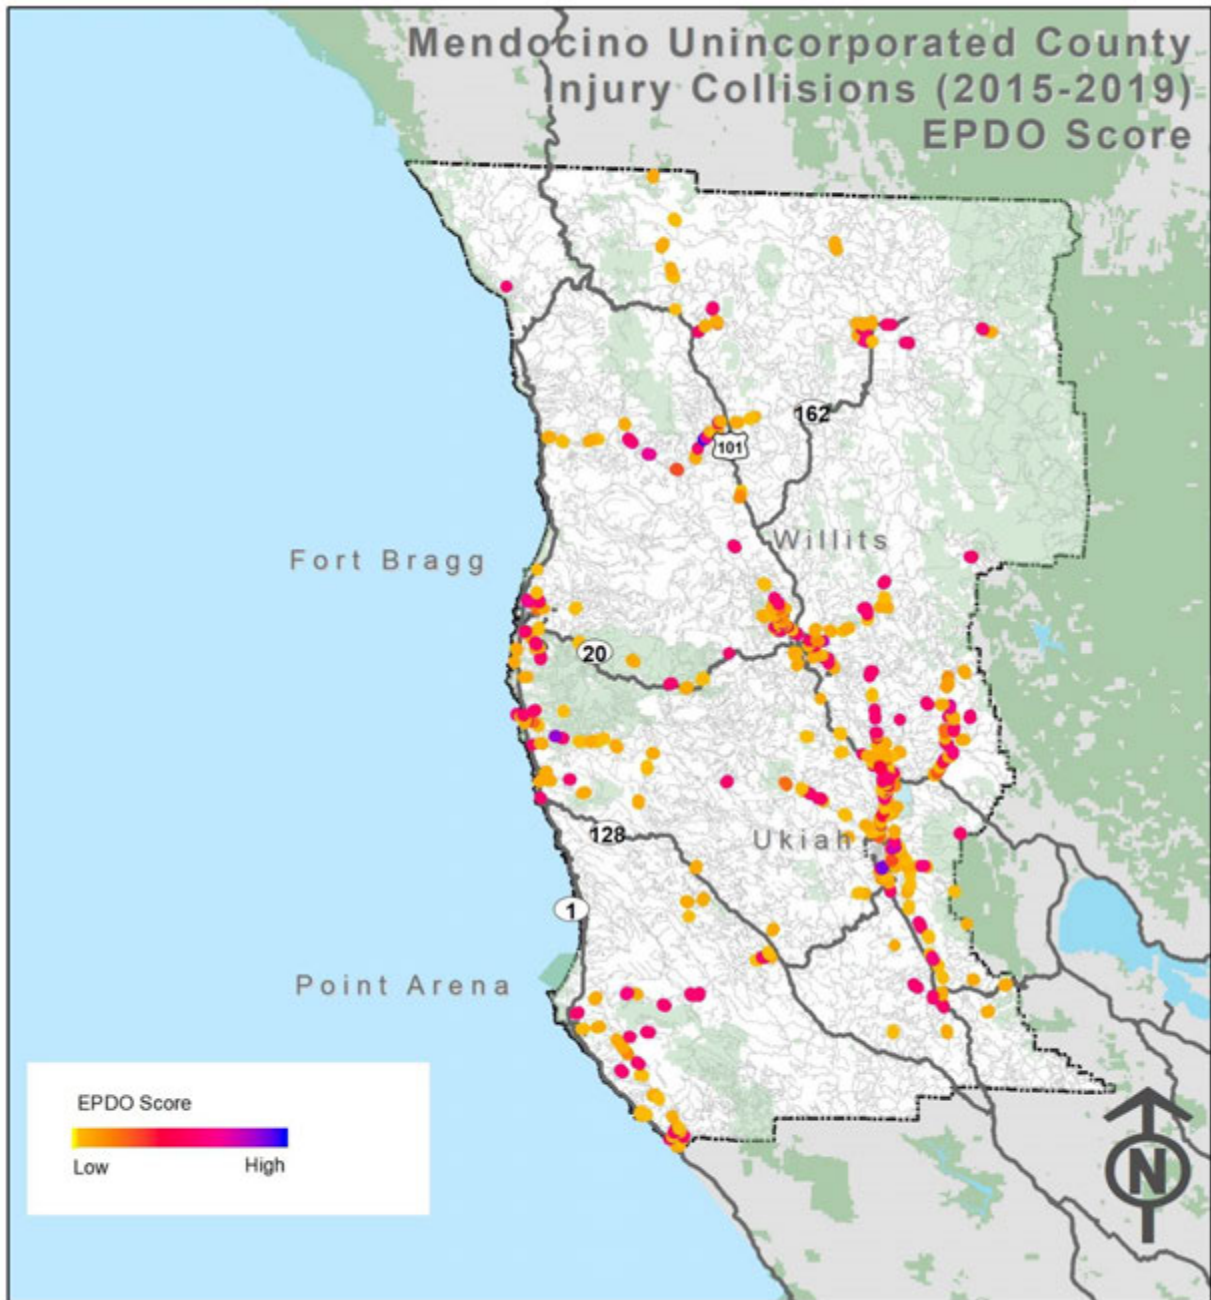 Mendocino Unincorporated County
Injury Collisions (2015-2019)
EPDO Score
162
101
Willits
Fort Bragg
20
128
Ukiah
1
Point Arena
EPDO Score
Low
High
N